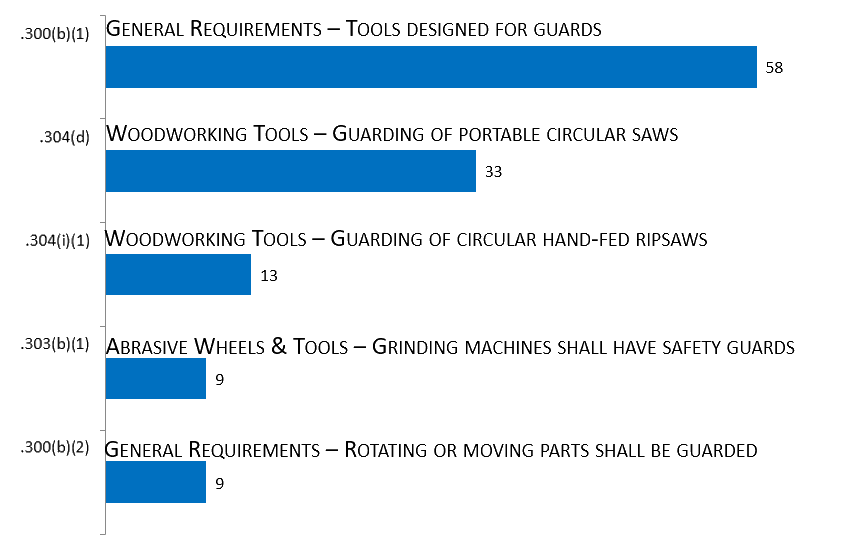 .300(b)(1) General Requirements – Tools designed for guards
58
.304(d) Woodworking Tools – Guarding of portable circular saws
33
.304(i)(1) Woodworking Tools – Guarding of circular hand-fed ripsaws
13
.303(b)(1) Abrasive Wheels & Tools – Grinding machines shall have safety guards
9
.300(b)(2) General Requirements – Rotating or moving parts shall be guarded
9